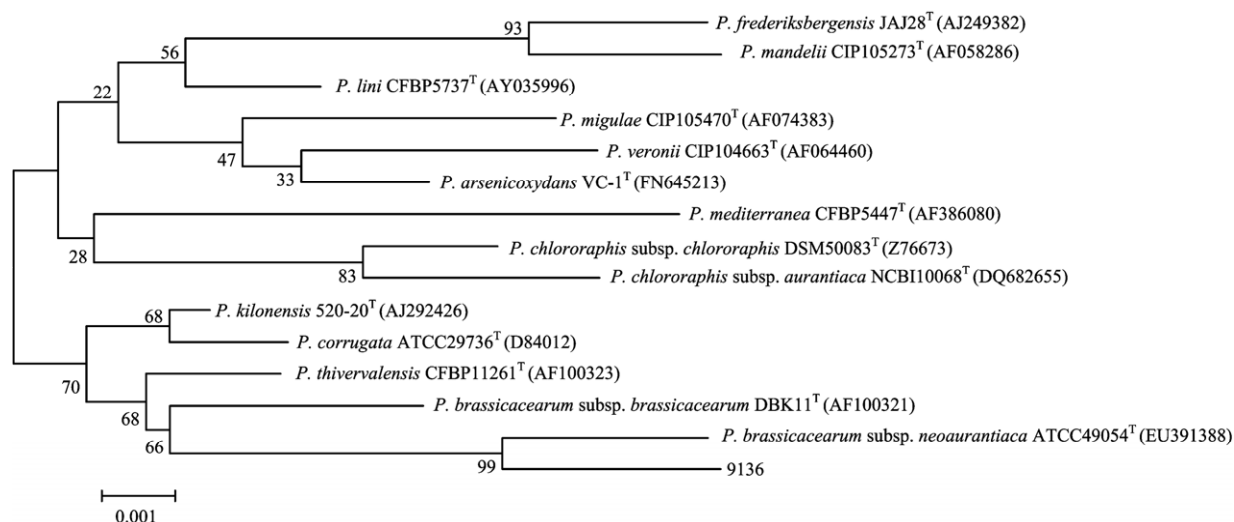 93
P. frederiksbergensis JAJ28ᵀ (AJ249382)
56
P. mandelii CIP105273ᵀ (AF058286)
22
P. lini CFBP5737ᵀ (AY035996)
P. migulae CIP105470ᵀ (AF074383)
47
P. veronii CIP104663ᵀ (AF064460)
33
P. arsenicoxydans VC-1ᵀ (FN645213)
P. mediterranea CFBP5447ᵀ (AF386080)
28
P. chlororaphis subsp. chlororaphis DSM50083ᵀ (Z76673)
83
P. chlororaphis subsp. aurantiaca NCBI10068ᵀ (DQ682655)
P. kilonensis 520-20ᵀ (AJ292426)
68
P. corrugata ATCC29736ᵀ (D84012)
70
P. thivervalensis CFBP11261ᵀ (AF100323)
68
P. brassicacearum subsp. brassicacearum DBK11ᵀ (AF100321)
66
P. brassicacearum subsp. neoaurantiaca ATCC49054ᵀ (EU391388)
99
9136
0.001